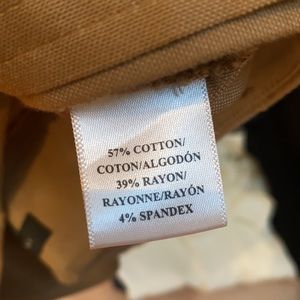 57% COTTON/
COTON/ALGODÓN
39% RAYON/
RAYONNE/RAYÓN
4% SPANDEX